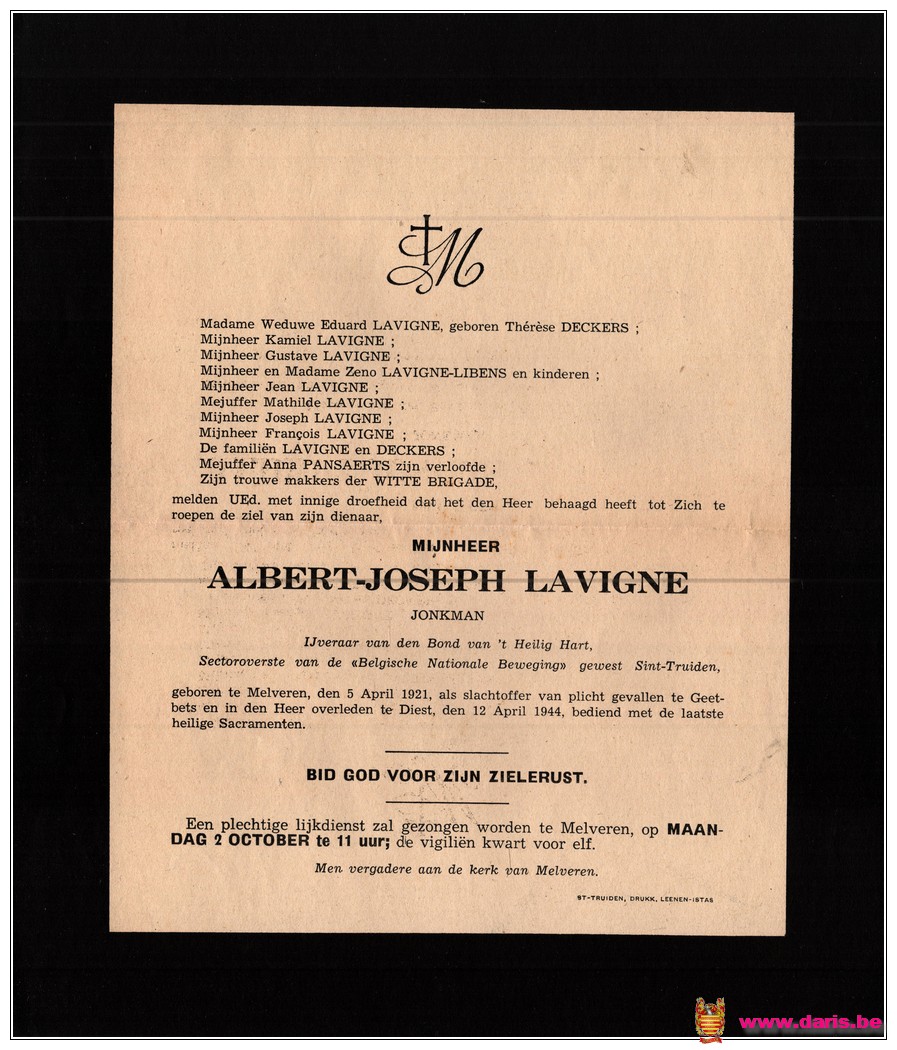 †M
Madame Weduwe Eduard LAVIGNE, geboren Thérèse DECKERS ;
Mijnheer Kamiel LAVIGNE ;
Mijnheer Gustave LAVIGNE ;
Mijnheer en Madame Zeno LAVIGNE-LIBENS en kinderen ;
Mijnheer Jean LAVIGNE ;
Mejuffer Mathilde LAVIGNE ;
Mijnheer Joseph LAVIGNE ;
Mijnheer François LAVIGNE ;
De familiën LAVIGNE en DECKERS ;
Mejuffer Anna PANSAERTS zijn verloofde ;
Zijn trouwe makkers der WITTE BRIGADE,
melden UEd. met innige droefheid dat het den Heer behaagd heeft tot Zich te
roepen de ziel van zijn dienaar,
MIJNHEER
ALBERT-JOSEPH LAVIGNE
JONKMAN
IJveraar van den Bond van 't Heilig Hart,
Sectoroverste van de «Belgische Nationale Beweging» gewest Sint-Truiden,
geboren te Melveren, den 5 April 1921, als slachtoffer van plicht gevallen te Geet-
bets en in den Heer overleden te Diest, den 12 April 1944, bediend met de laatste
heilige Sacramenten.
BID GOD VOOR ZIJN ZIELERUST.
Een plechtige lijkdienst zal gezongen worden te Melveren, op MAAN-
DAG 2 OCTOBER te 11 uur; de vigiliën kwart voor elf.
Men vergadere aan de kerk van Melveren.
ST-TRUIDEN, DRUKK. LEENEN-ISTAS
www.daris.be